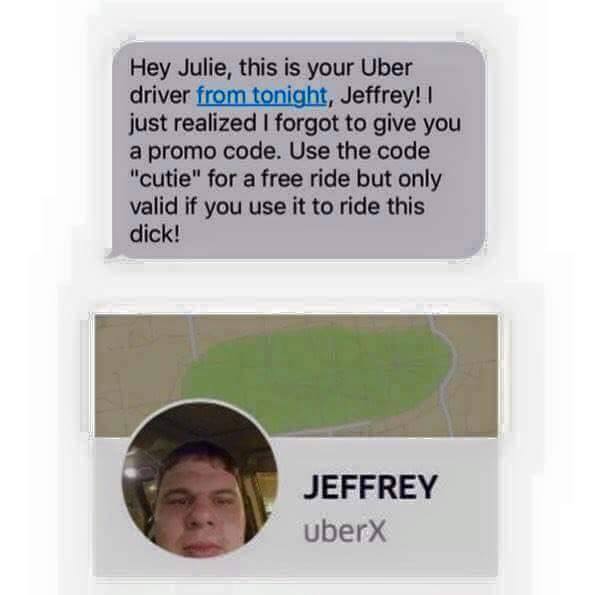 Hey Julie, this is your Uber
driver from tonight, Jeffrey! I
just realized I forgot to give you
a promo code. Use the code
"cutie" for a free ride but only
valid if you use it to ride this
dick!
JEFFREY
uberX